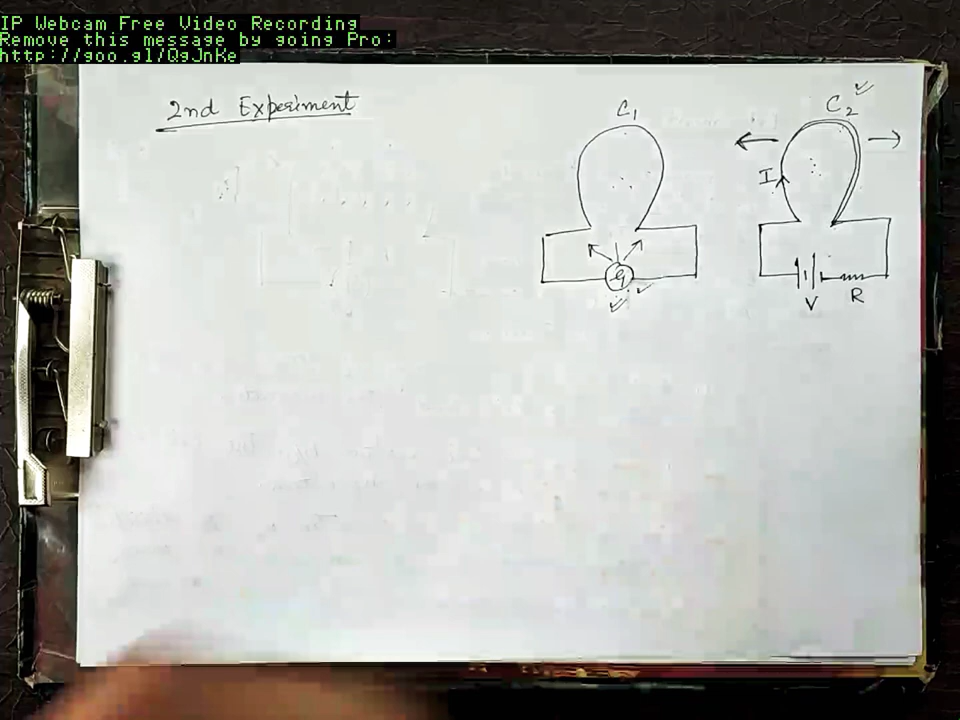 IP Webcam Free Video Recording
Remove this message by going Pro:
http://goo.gl/QgJnKe
2nd Experiment
C1
C2
I
G
V
R